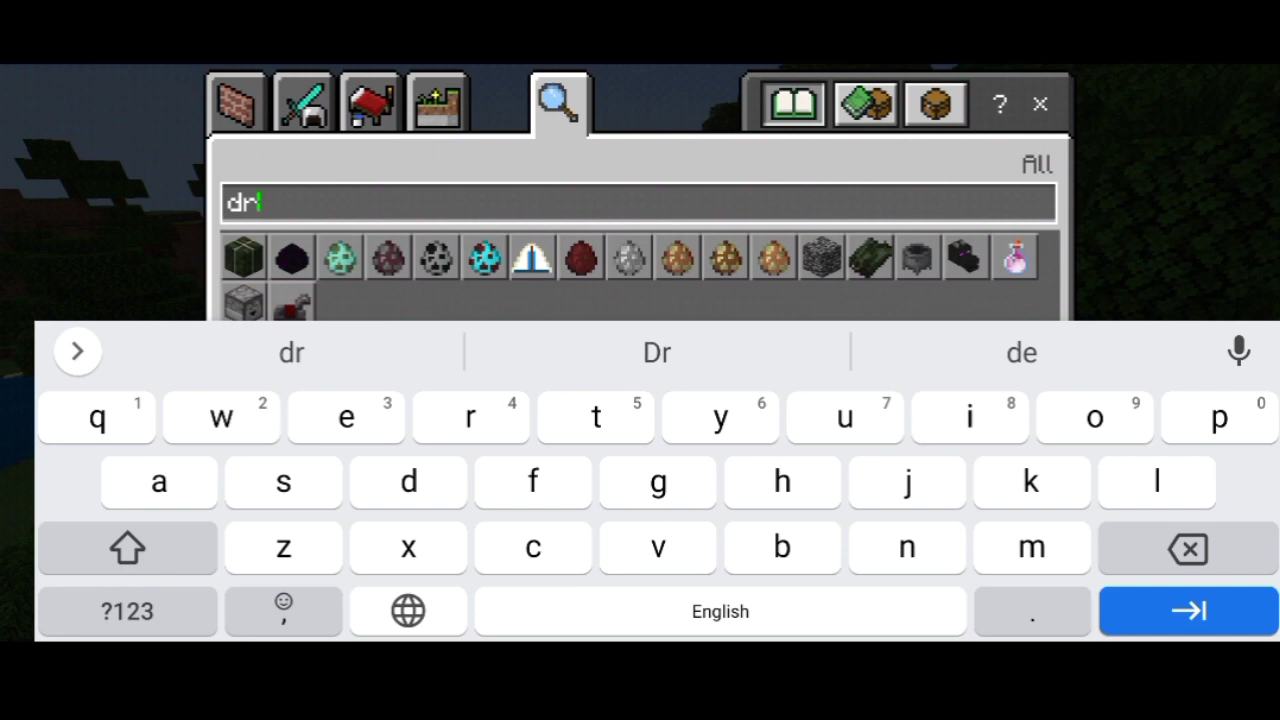 ? ×
All
dr
dr Dr de
q 1 w 2 e 3 r 4 t 5 y 6 u 7 i 8 o 9 p 0
a s d f g h j k l
z x c v b n m
?123 , English .